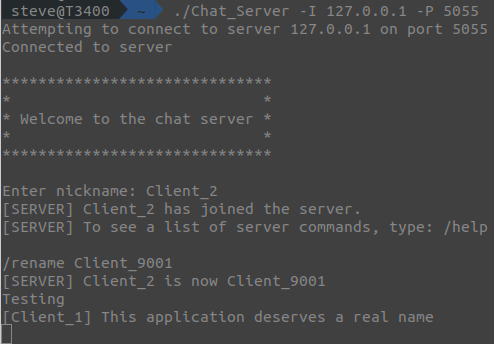 steve@T3400 ~ ./Chat_Server -I 127.0.0.1 -P 5055
Attempting to connect to server 127.0.0.1 on port 5055
Connected to server
******************************
*                            *
* Welcome to the chat server *
*                            *
******************************
Enter nickname: Client_2
[SERVER] Client_2 has joined the server.
[SERVER] To see a list of server commands, type: /help
/rename Client_9001
[SERVER] Client_2 is now Client_9001
Testing
[Client_1] This application deserves a real name